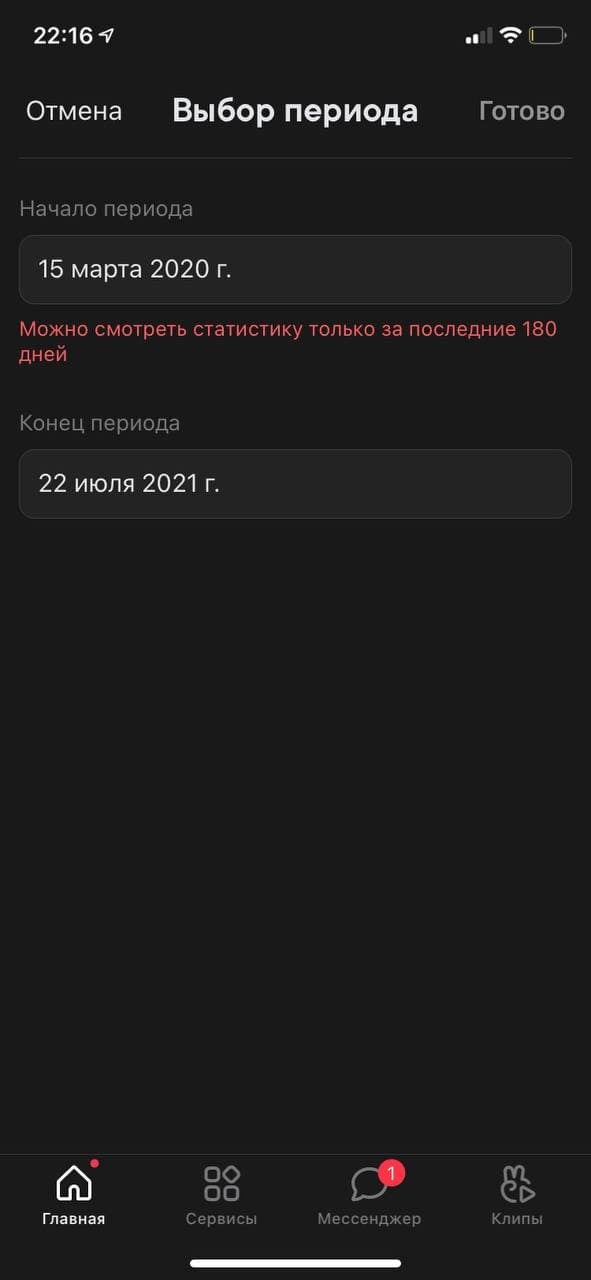 22:16
Отмена Выбор периода Готово
Начало периода
15 марта 2020 г.
Можно смотреть статистику только за последние 180
дней
Конец периода
22 июля 2021 г.
1
Главная Сервисы Мессенджер Клипы